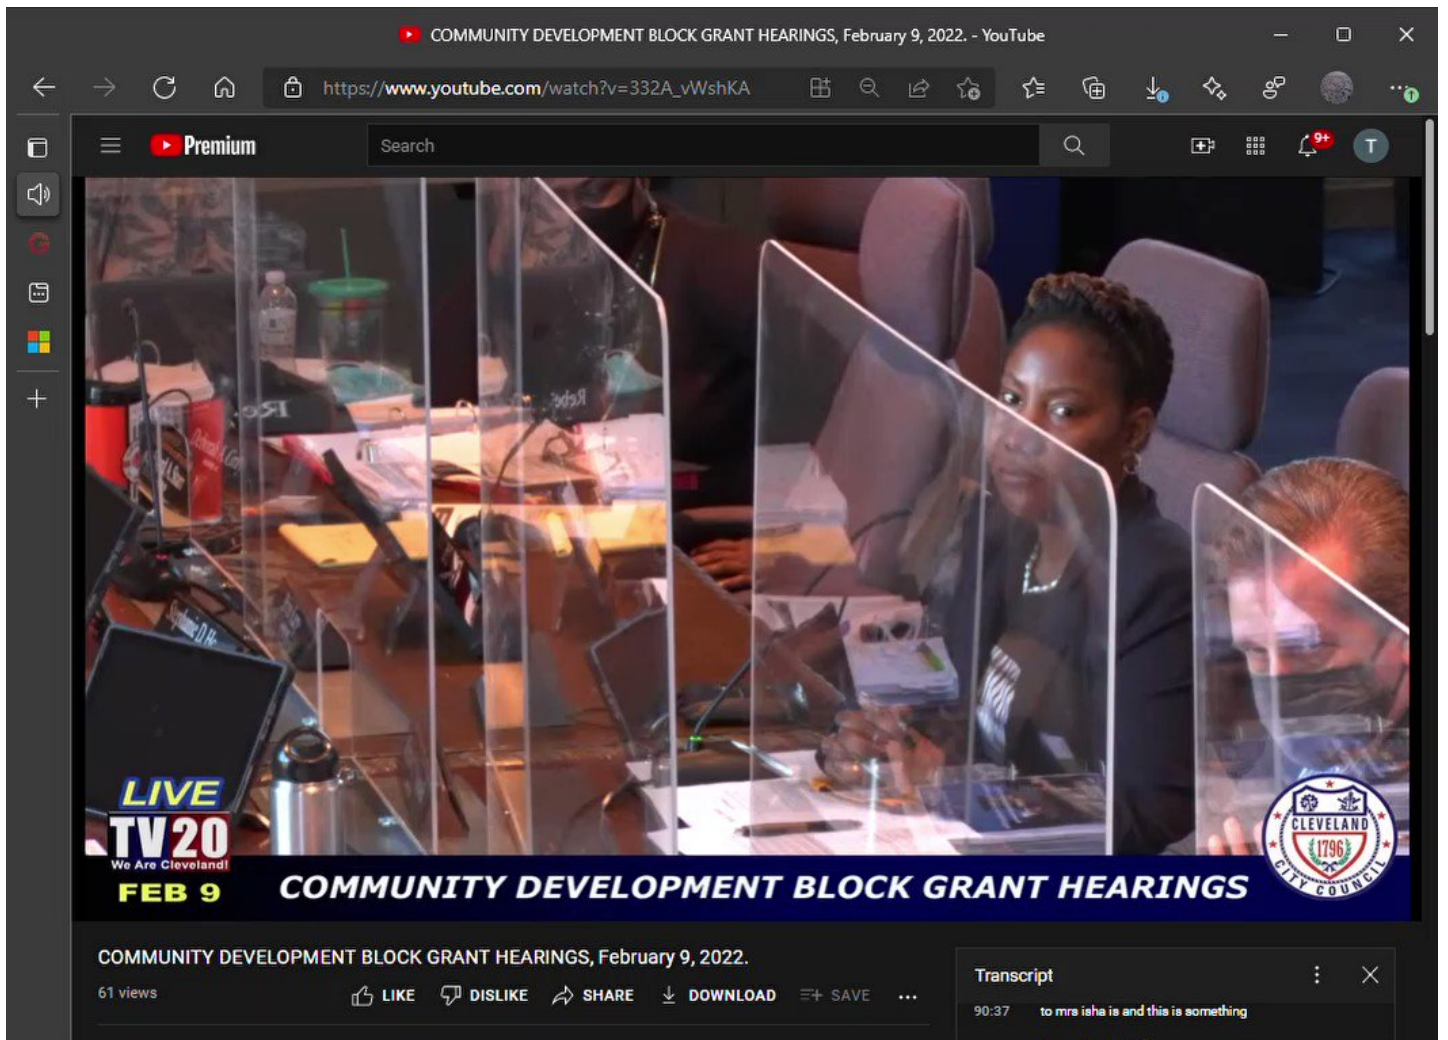 COMMUNITY DEVELOPMENT BLOCK GRANT HEARINGS, February 9, 2022. - YouTube
https://www.youtube.com/watch?v=332A_vWshKA
Premium
Search
9+
T
LIVE
TV20
We Are Cleveland!
FEB 9
COMMUNITY DEVELOPMENT BLOCK GRANT HEARINGS
CLEVELAND
1796
CITY COUNCIL
COMMUNITY DEVELOPMENT BLOCK GRANT HEARINGS, February 9, 2022.
61 views
LIKE
DISLIKE
SHARE
DOWNLOAD
SAVE
Transcript
90:37 to mrs isha is and this is something